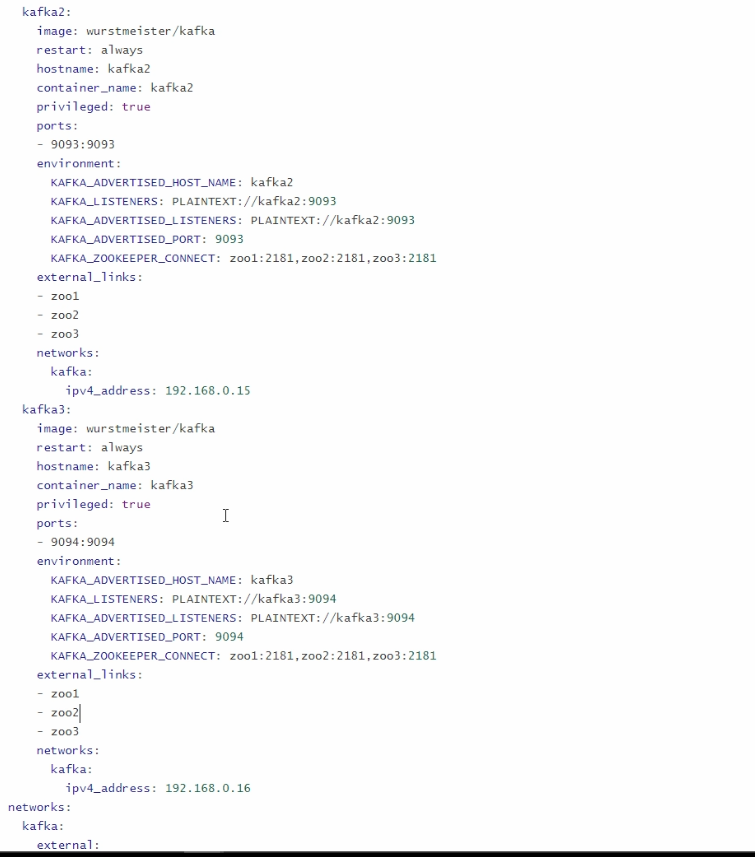 kafka2:
image: wurstmeister/kafka
restart: always
hostname: kafka2
container_name: kafka2
privileged: true
ports:
- 9093:9093
environment:
KAFKA_ADVERTISED_HOST_NAME: kafka2
KAFKA_LISTENERS: PLAINTEXT://kafka2:9093
KAFKA_ADVERTISED_LISTENERS: PLAINTEXT://kafka2:9093
KAFKA_ADVERTISED_PORT: 9093
KAFKA_ZOOKEEPER_CONNECT: zoo1:2181,zoo2:2181,zoo3:2181
external_links:
- zoo1
- zoo2
- zoo3
networks:
kafka:
ipv4_address: 192.168.0.15
kafka3:
image: wurstmeister/kafka
restart: always
hostname: kafka3
container_name: kafka3
privileged: true
ports:
- 9094:9094
environment:
KAFKA_ADVERTISED_HOST_NAME: kafka3
KAFKA_LISTENERS: PLAINTEXT://kafka3:9094
KAFKA_ADVERTISED_LISTENERS: PLAINTEXT://kafka3:9094
KAFKA_ADVERTISED_PORT: 9094
KAFKA_ZOOKEEPER_CONNECT: zoo1:2181,zoo2:2181,zoo3:2181
external_links:
- zoo1
- zoo2
- zoo3
networks:
kafka:
ipv4_address: 192.168.0.16
networks:
kafka:
external: